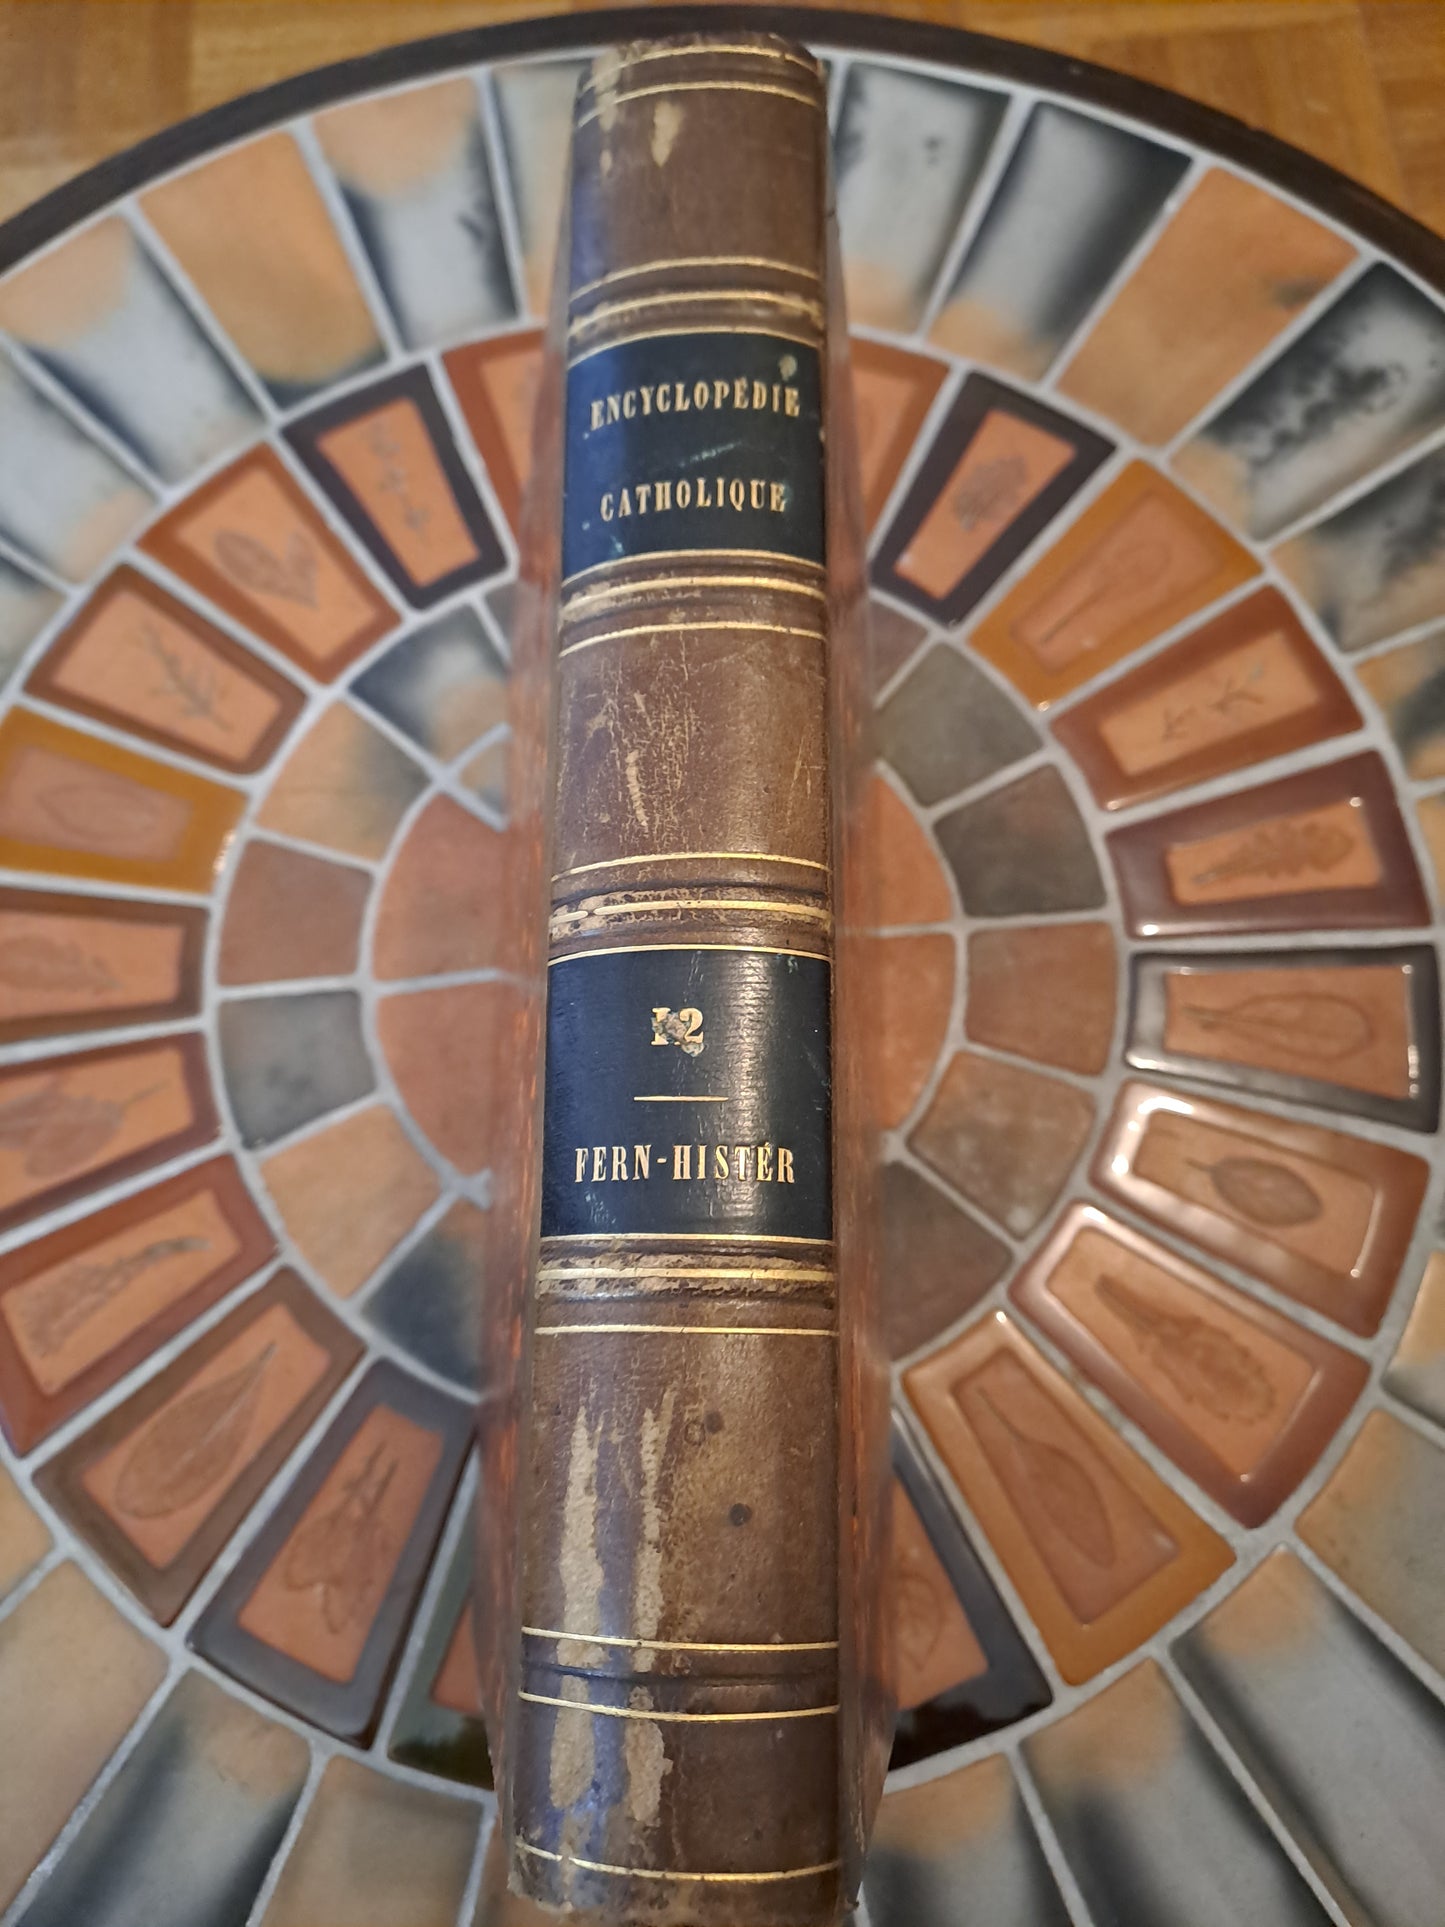 ENCYCLOPÉDIE
CATHOLIQUE
12
FERN-HISTÉR